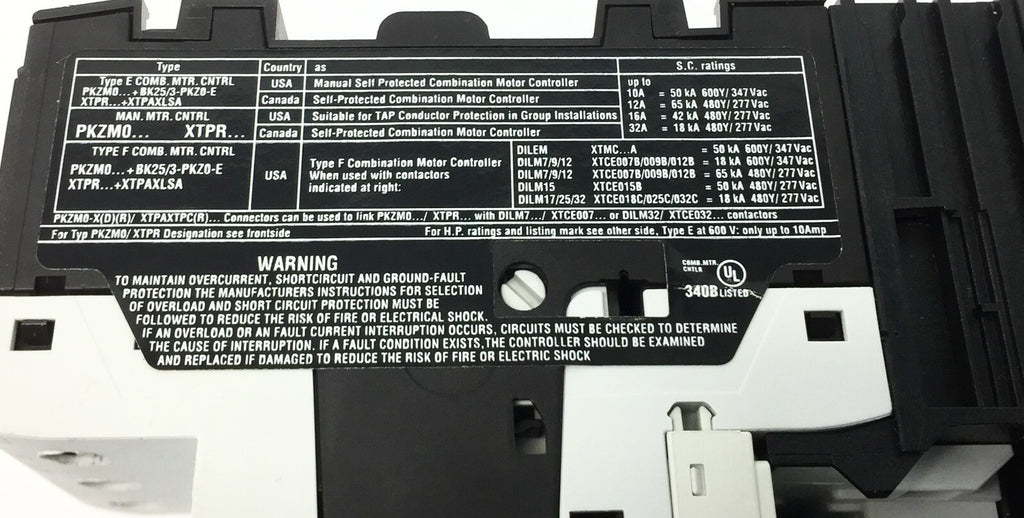 Type Country as S.C. ratings
Type E COMB. MTR. CNTRL USA Manual Self Protected Combination Motor Controller up to
PKZM0...+BK25/3-PKZ0-E 10A = 50 kA 600Y/ 347Vac
XTPR...+XTPAXLSA Canada Self-Protected Combination Motor Controller 12A = 65 kA 480Y/ 277Vac
MAN. MTR. CNTRL USA Suitable for TAP Conductor Protection in Group Installations 16A = 42 kA 480Y/ 277Vac
PKZM0... XTPR... Canada Self-Protected Combination Motor Controller 32A = 18 kA 480Y/ 277Vac
TYPE F COMB. MTR. CNTRL DILEM XTMC...A = 50 kA 600Y/ 347Vac
Type F Combination Motor Controller DILM7/9/12 XTCE007B/009B/012B = 18 kA 600Y/ 347Vac
PKZM0...+BK25/3-PKZ0-E USA When used with contactors DILM7/9/12 XTCE007B/009B/012B = 65 kA 480Y/ 277Vac
XTPR...+XTPAXLSA indicated at right: DILM15 XTCE015B = 50 kA 480Y/ 277Vac
DILM17/25/32 XTCE018C/025C/032C = 18 kA 480Y/ 277Vac
PKZM0-X(D)(R)/ XTPAXTPC(R)... Connectors can be used to link PKZM0.../ XTPR... with DILM7.../ XTCE007... or DILM32/ XTCE032... contactors
For Typ PKZM0/ XTPR Designation see frontside For H.P. ratings and listing mark see other side, Type E at 600 V: only up to 10Amp
WARNING
TO MAINTAIN OVERCURRENT, SHORTCIRCUIT AND GROUND-FAULT
PROTECTION THE MANUFACTURERS INSTRUCTIONS FOR SELECTION
OF OVERLOAD AND SHORT CIRCUIT PROTECTION MUST BE
FOLLOWED TO REDUCE THE RISK OF FIRE OR ELECTRICAL SHOCK.
IF AN OVERLOAD OR AN FAULT CURRENT INTERRUPTION OCCURS, CIRCUITS MUST BE CHECKED TO DETERMINE
THE CAUSE OF INTERRUPTION. IF A FAULT CONDITION EXISTS, THE CONTROLLER SHOULD BE EXAMINED
AND REPLACED IF DAMAGED TO REDUCE THE RISK OF FIRE OR ELECTRIC SHOCK
COMB. MTR.
CNTLR UL
340B LISTED